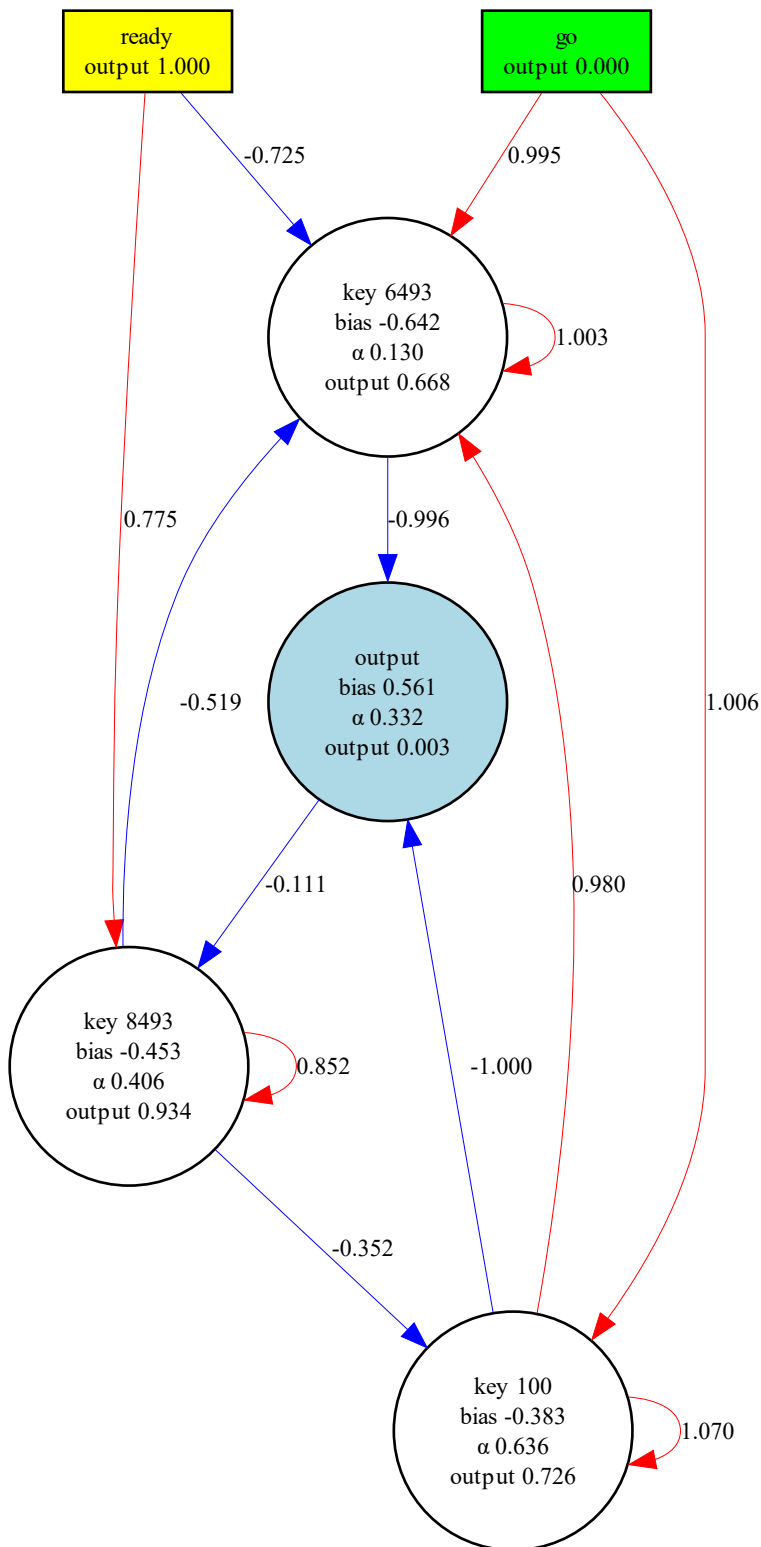 ready
output 1.000
go
output 0.000
-0.725
0.995
key 6493
bias -0.642
α 0.130
output 0.668
1.003
0.775
-0.996
output
bias 0.561
α 0.332
output 0.003
-0.519
1.006
-0.111
0.980
key 8493
bias -0.453
α 0.406
output 0.934
0.852
-1.000
-0.352
key 100
bias -0.383
α 0.636
output 0.726
1.070